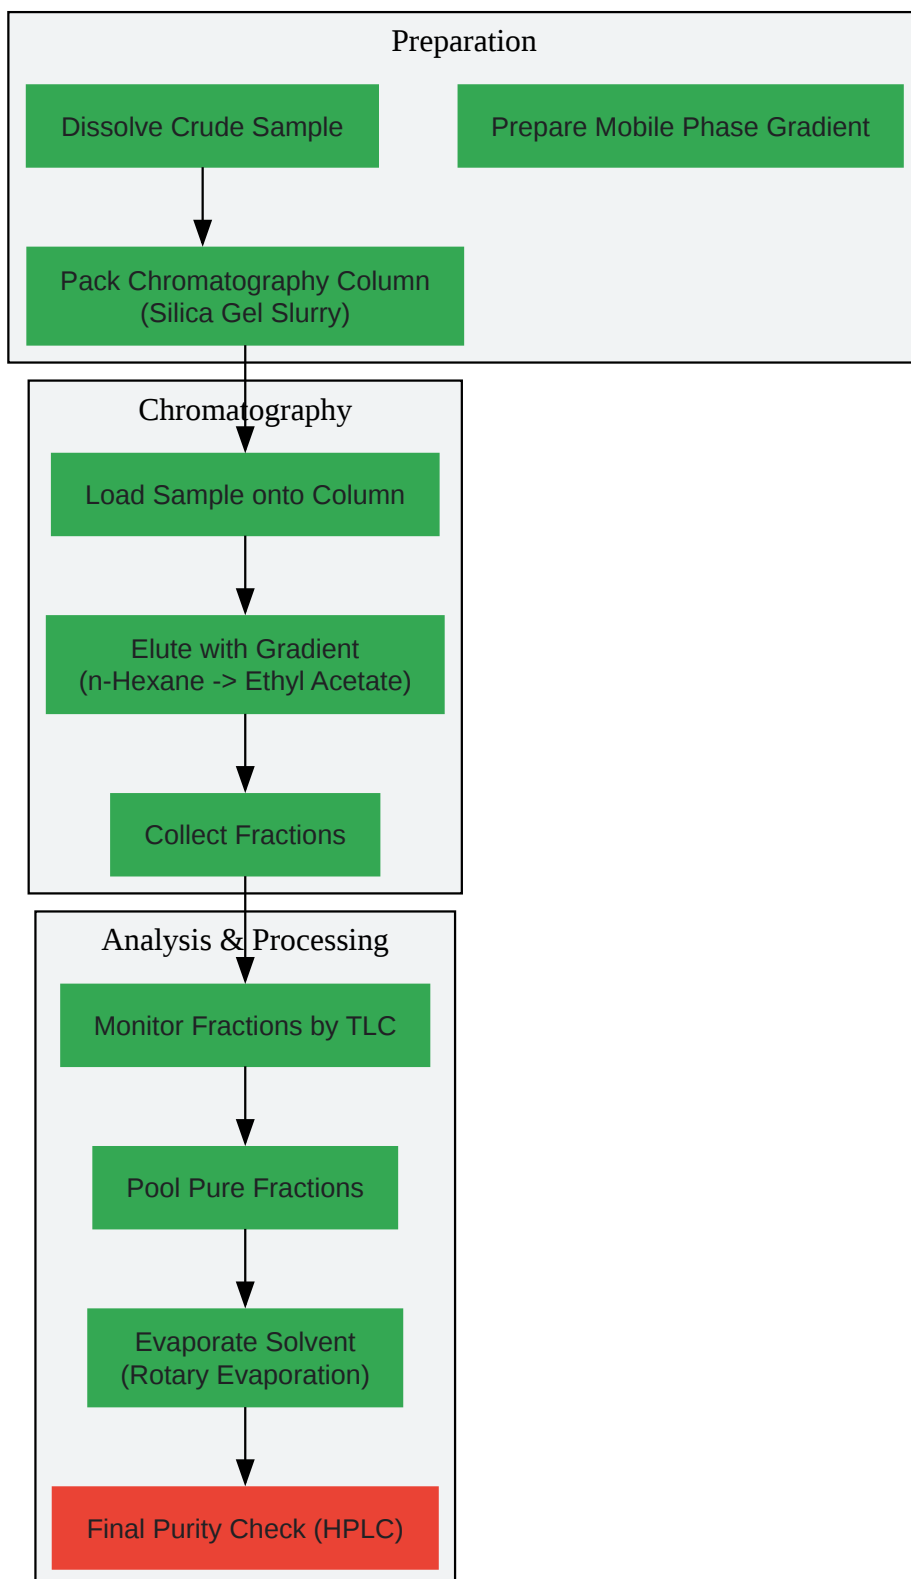 Preparation
Dissolve Crude Sample
Prepare Mobile Phase Gradient
Pack Chromatography Column
(Silica Gel Slurry)
Chromatography
Load Sample onto Column
Elute with Gradient
(n-Hexane -> Ethyl Acetate)
Collect Fractions
Analysis & Processing
Monitor Fractions by TLC
Pool Pure Fractions
Evaporate Solvent
(Rotary Evaporation)
Final Purity Check (HPLC)